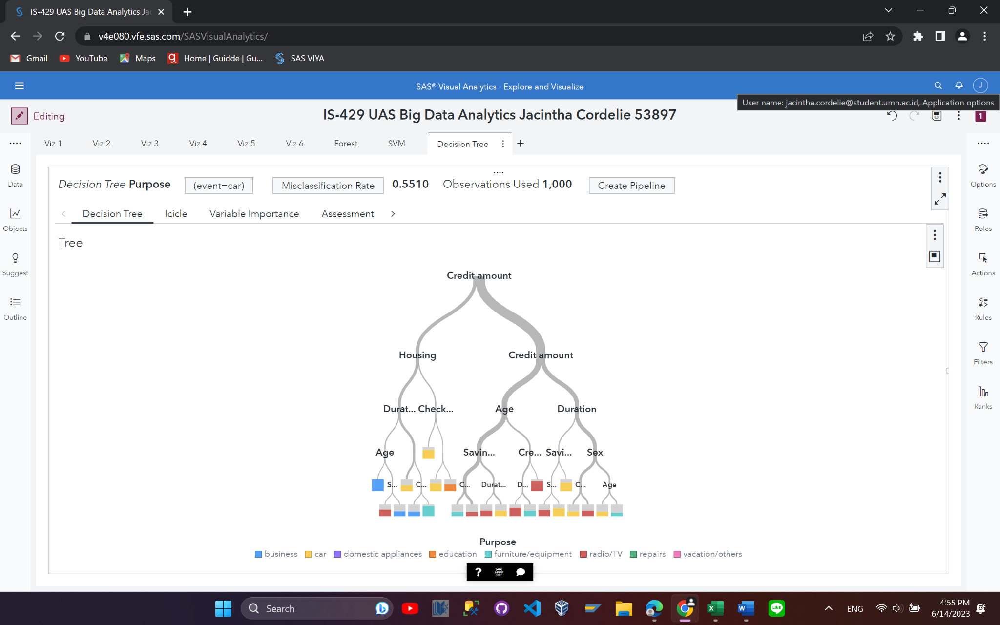 IS-429 UAS Big Data Analytics Jac
v4e080.vfe.sas.com/SASVisualAnalytics/
Gmail YouTube Maps Home | Guidde | Gu... SAS VIYA
SAS® Visual Analytics - Explore and Visualize
J
User name: jacintha.cordelie@student.umn.ac.id, Application options
Editing
IS-429 UAS Big Data Analytics Jacintha Cordelie 53897
1
Viz 1 Viz 2 Viz 3 Viz 4 Viz 5 Viz 6 Forest SVM Decision Tree
Data
Objects
Suggest
Outline
Decision Tree Purpose (event=car) Misclassification Rate 0.5510 Observations Used 1,000 Create Pipeline
Decision Tree Icicle Variable Importance Assessment
Tree
Credit amount
Housing Credit amount
Durat... Check... Age Duration
Age Savin... Cre... Savi... Sex
S... C... C... Durat... D... S... C... Age
Purpose
business car domestic appliances education furniture/equipment radio/TV repairs vacation/others
Options
Roles
Actions
Rules
Filters
Ranks
?
jupyter
Search
LINE
ENG
4:55 PM
6/14/2023